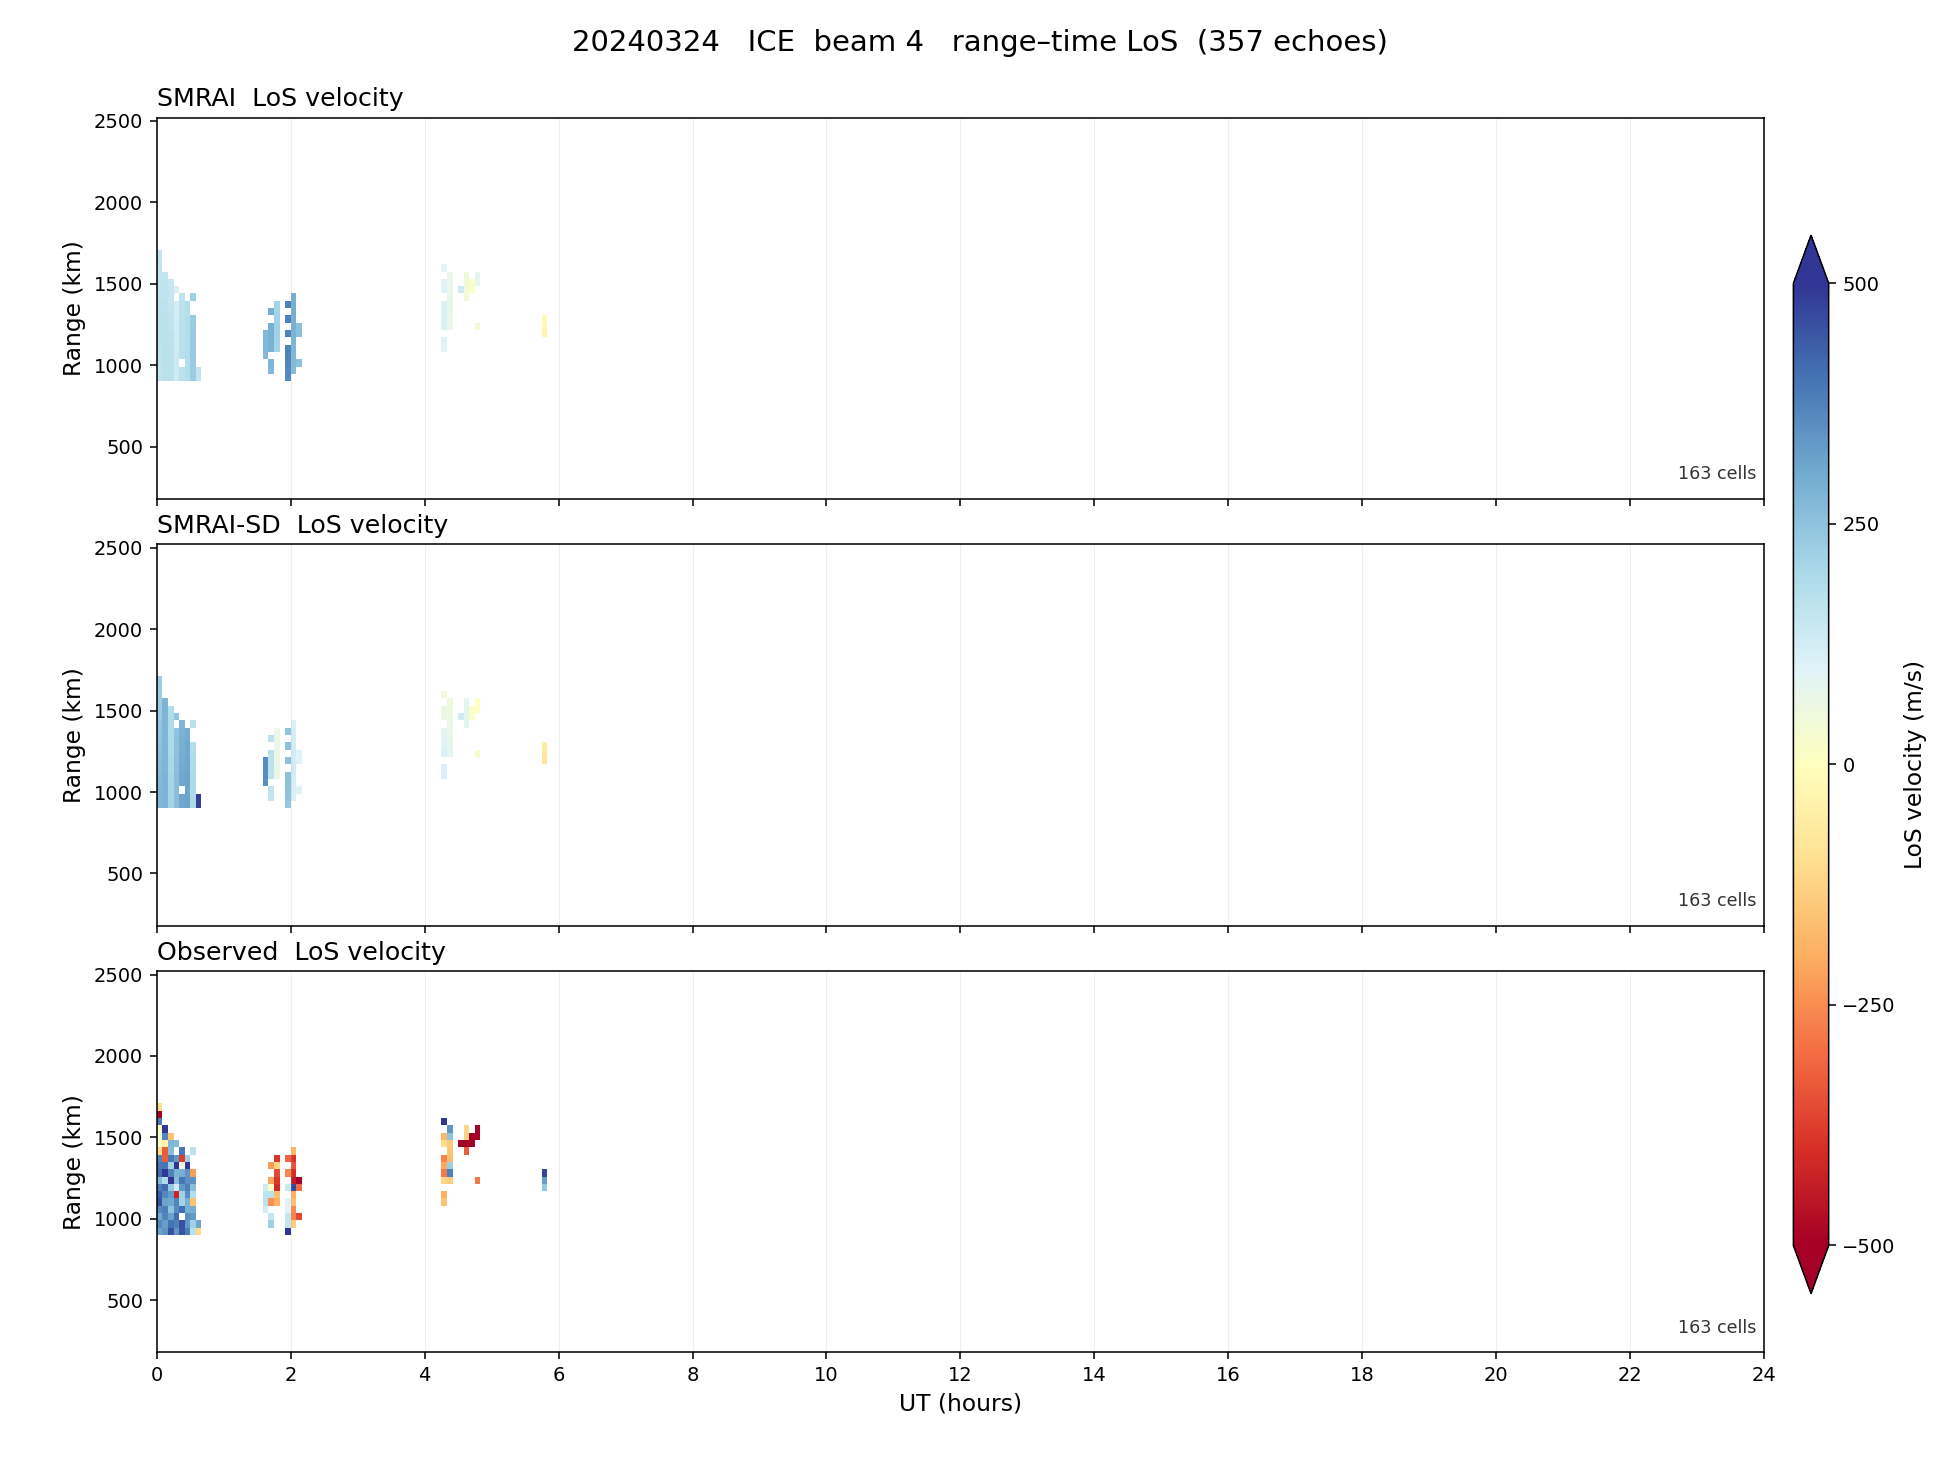 20240324   ICE  beam 4   range–time LoS  (357 echoes)
SMRAI  LoS velocity
2500
2000
1500
1000
500
Range (km)
163 cells
SMRAI-SD  LoS velocity
2500
2000
1500
1000
500
Range (km)
163 cells
Observed  LoS velocity
2500
2000
1500
1000
500
Range (km)
163 cells
0 2 4 6 8 10 12 14 16 18 20 22 24
UT (hours)
500
250
0
−250
−500
LoS velocity (m/s)